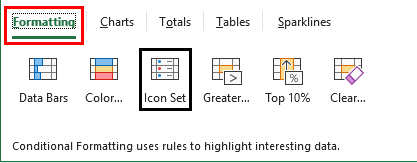 Formatting Charts Totals Tables Sparklines
Data Bars Color... Icon Set Greater... Top 10% Clear...
Conditional Formatting uses rules to highlight interesting data.